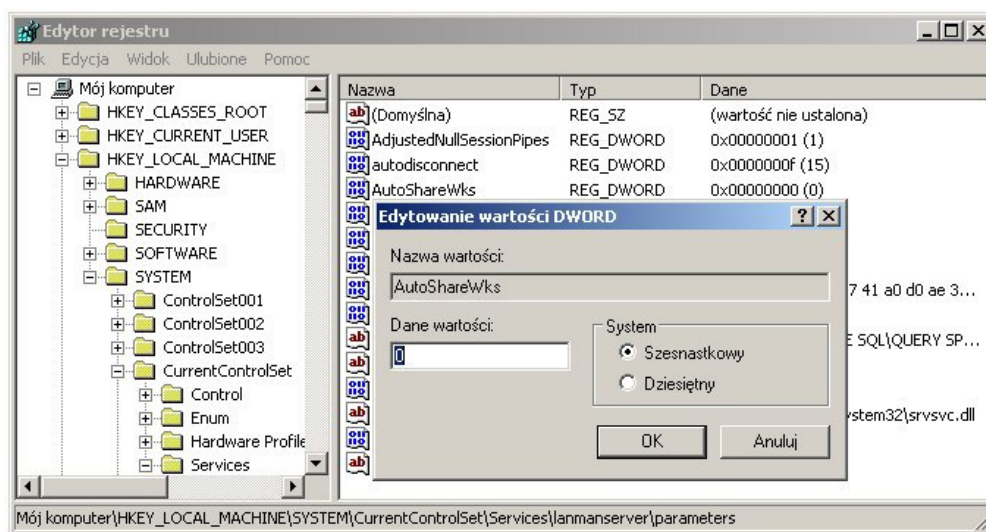 Edytor rejestru
Plik Edycja Widok Ulubione Pomoc
Mój komputer
HKEY_CLASSES_ROOT
HKEY_CURRENT_USER
HKEY_LOCAL_MACHINE
HARDWARE
SAM
SECURITY
SOFTWARE
SYSTEM
ControlSet001
ControlSet002
ControlSet003
CurrentControlSet
Control
Enum
Hardware Profile
Services
Nazwa Typ Dane
(Domyślna) REG_SZ (wartość nie ustalona)
AdjustedNullSessionPipes REG_DWORD 0x00000001 (1)
autodisconnect REG_DWORD 0x0000000f (15)
AutoShareWks REG_DWORD 0x00000000 (0)
7 41 a0 d0 ae 3...
E SQL\QUERY SP...
ystem32\srvsvc.dll
Edytowanie wartości DWORD
Nazwa wartości:
AutoShareWks
Dane wartości:
0
System
Szesnastkowy
Dziesiętny
OK Anuluj
Mój komputer\HKEY_LOCAL_MACHINE\SYSTEM\CurrentControlSet\Services\lanmanserver\parameters